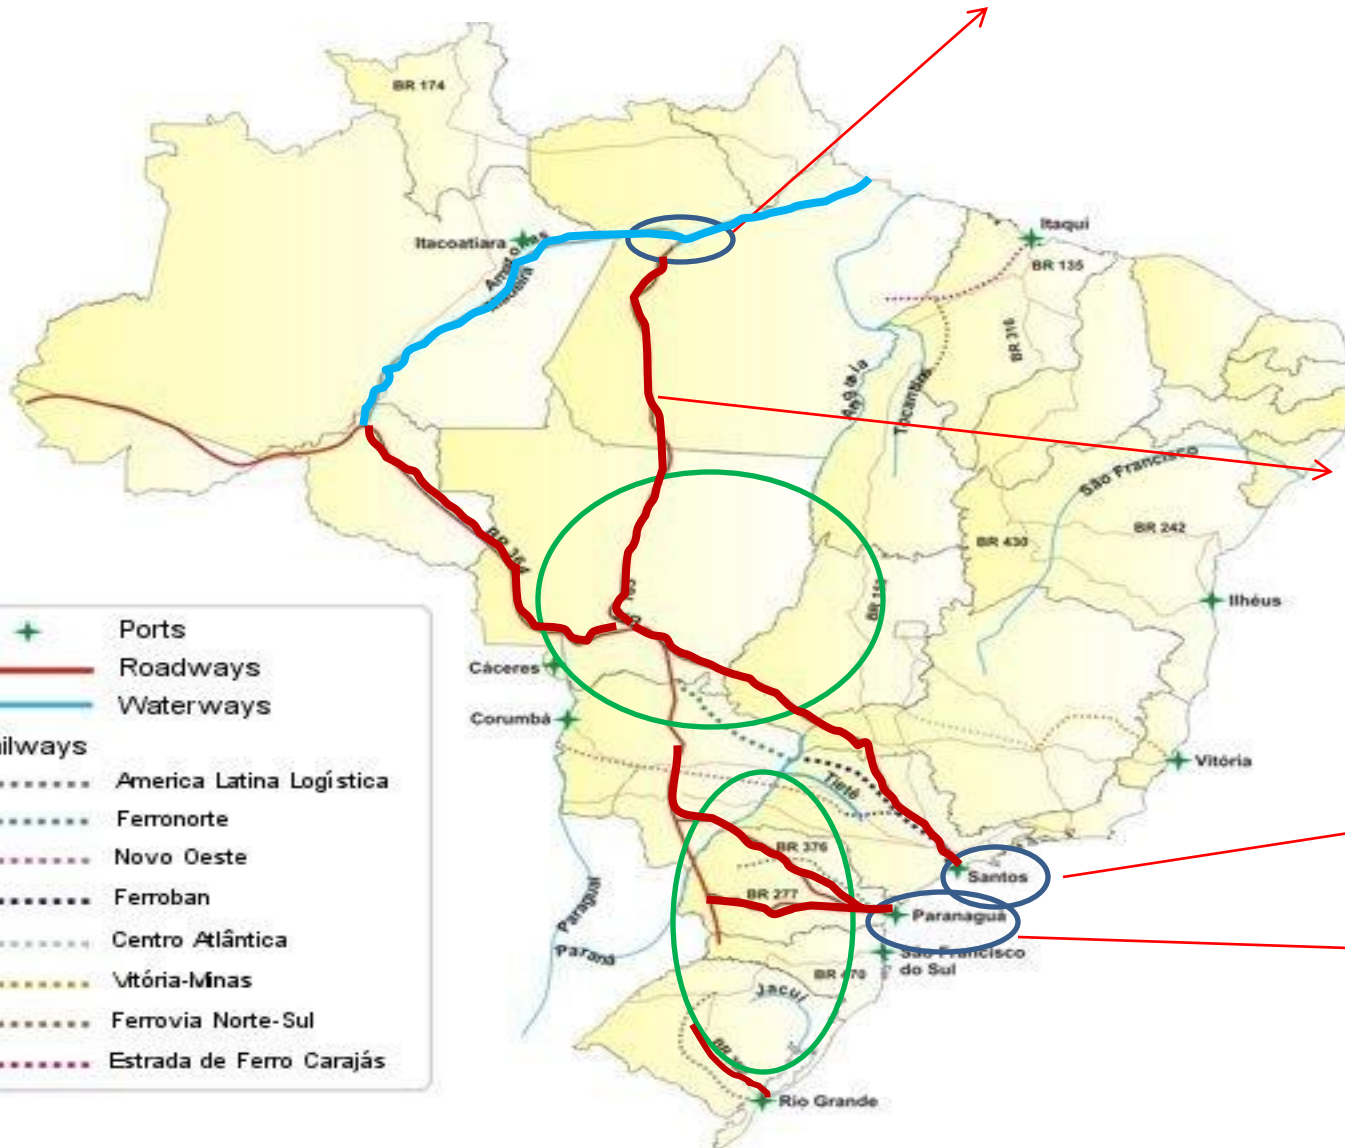 BR 174
Itacoatiara
Itaqui
BR 135
BR 316
Tocantins
São Francisco
BR 242
BR 430
BR 364
Ilhéus
Cáceres
Corumbá
Vitória
Tietê
BR 376
Santos
BR 277
Paranaguá
Paraguai
Paraná
São Francisco
do Sul
BR 470
Jacuí
Rio Grande
Ports
Roadways
Waterways
ilways
America Latina Logística
Ferronorte
Novo Oeste
Ferroban
Centro Atlântica
Vitória-Minas
Ferrovia Norte-Sul
Estrada de Ferro Carajás